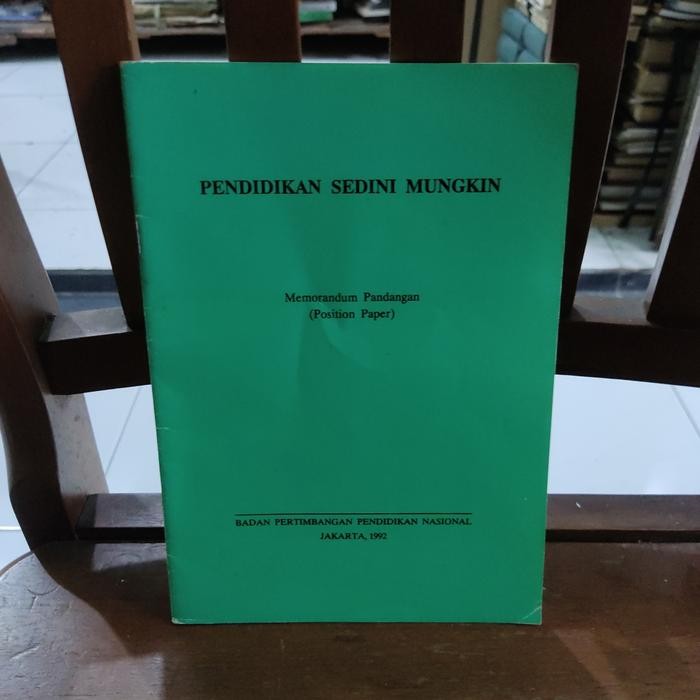 PENDIDIKAN SEDINI MUNGKIN
Memorandum Pandangan
(Position Paper)
BADAN PERTIMBANGAN PENDIDIKAN NASIONAL
JAKARTA, 1992